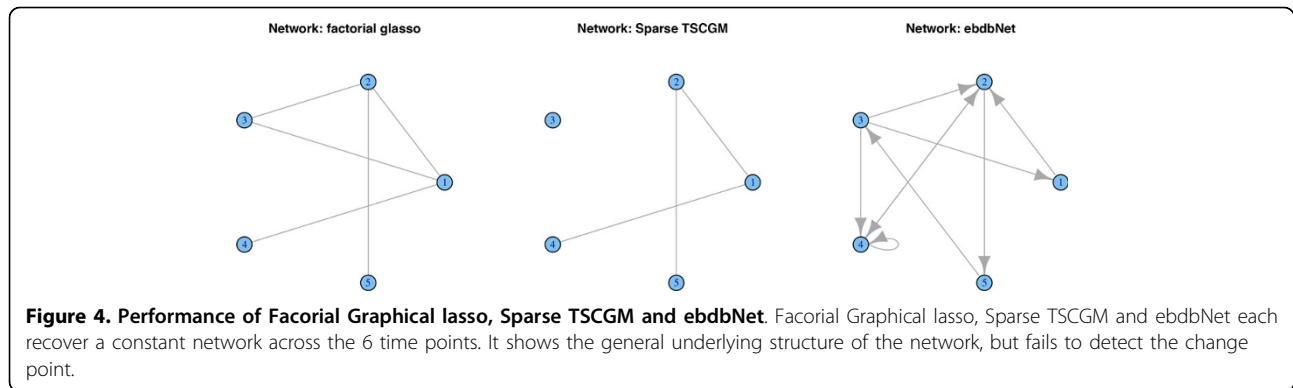 Network: factorial glasso
Network: Sparse TSCGM
Network: ebdbNet
2
3
1
4
5
2
3
1
4
5
2
3
1
4
5
Figure 4. Performance of Facorial Graphical lasso, Sparse TSCGM and ebdbNet. Facorial Graphical lasso, Sparse TSCGM and ebdbNet each
recover a constant network across the 6 time points. It shows the general underlying structure of the network, but fails to detect the change
point.